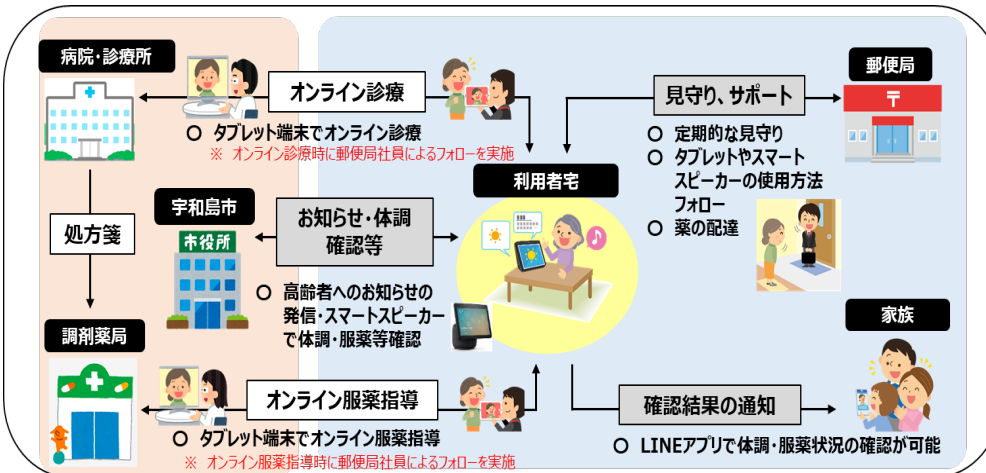 病院・診療所
オンライン診療
〇 タブレット端末でオンライン診療
※ オンライン診療時に郵便局社員によるフォローを実施
処方箋
宇和島市
市役所
お知らせ・体調
確認等
〇 高齢者へのお知らせの
発信・スマートスピーカー
で体調・服薬等確認
調剤薬局
オンライン服薬指導
〇 タブレット端末でオンライン服薬指導
※ オンライン服薬指導時に郵便局社員によるフォローを実施
利用者宅
見守り、サポート
郵便局
〒
〇 定期的な見守り
〇 タブレットやスマート
スピーカーの使用方法
フォロー
〇 薬の配達
家族
確認結果の通知
〇 LINEアプリで体調・服薬状況の確認が可能